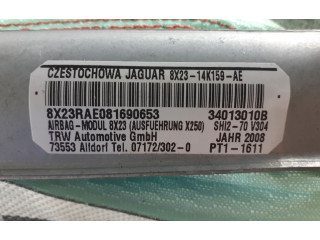 CZESTOCHOWA JAGUAR 8X23-14K159-AE
8X23RAE081690653 34013010B
AIRBAG-MODUL 8X23 (AUSFUEHRUNG X250) SHI2-70 V304
TRW Automotive GmbH JAHR 2008
73553 Alldorf Tel. 07172/302-0 PT1-1611